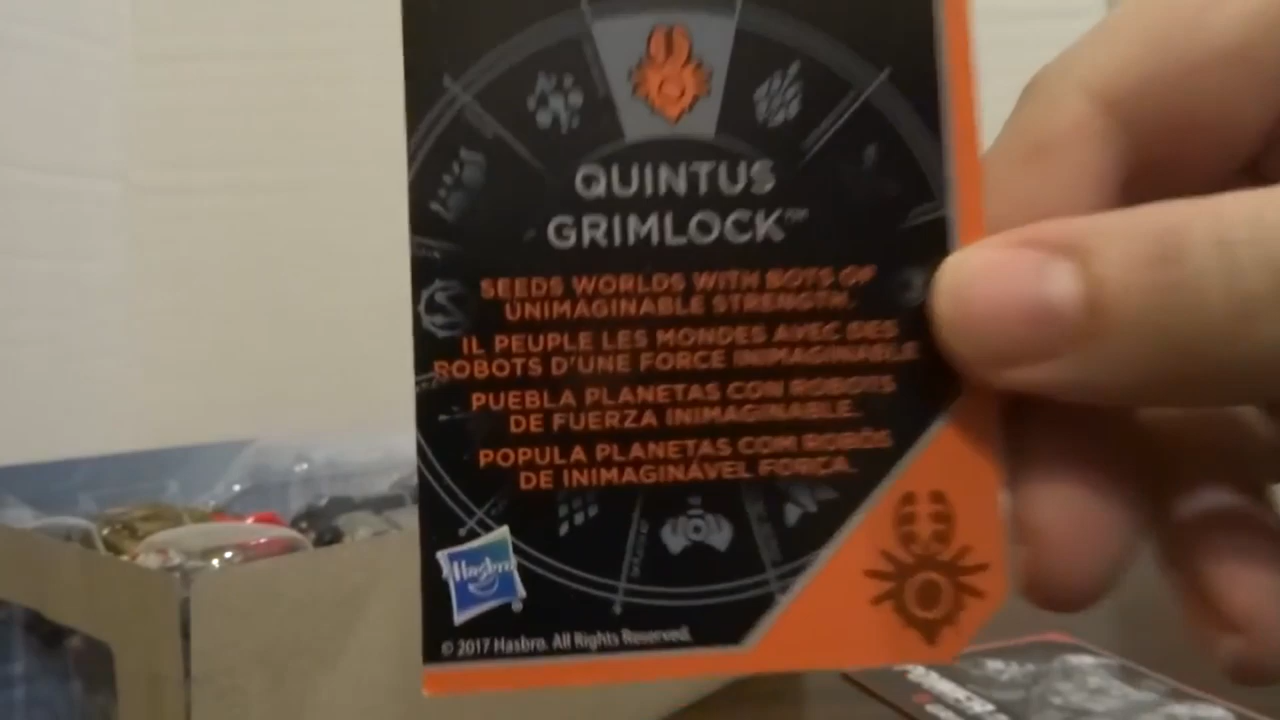 QUINTUS
GRIMLOCK™
SEEDS WORLDS WITH BOTS OF
UNIMAGINABLE STRENGTH.
IL PEUPLE LES MONDES AVEC DES
ROBOTS D'UNE FORCE INIMAGINABLE
PUEBLA PLANETAS CON ROBOTS
DE FUERZA INIMAGINABLE.
POPULA PLANETAS COM ROBÔS
DE INIMAGINÁVEL FORÇA.
Hasbro
© 2017 Hasbro. All Rights Reserved.